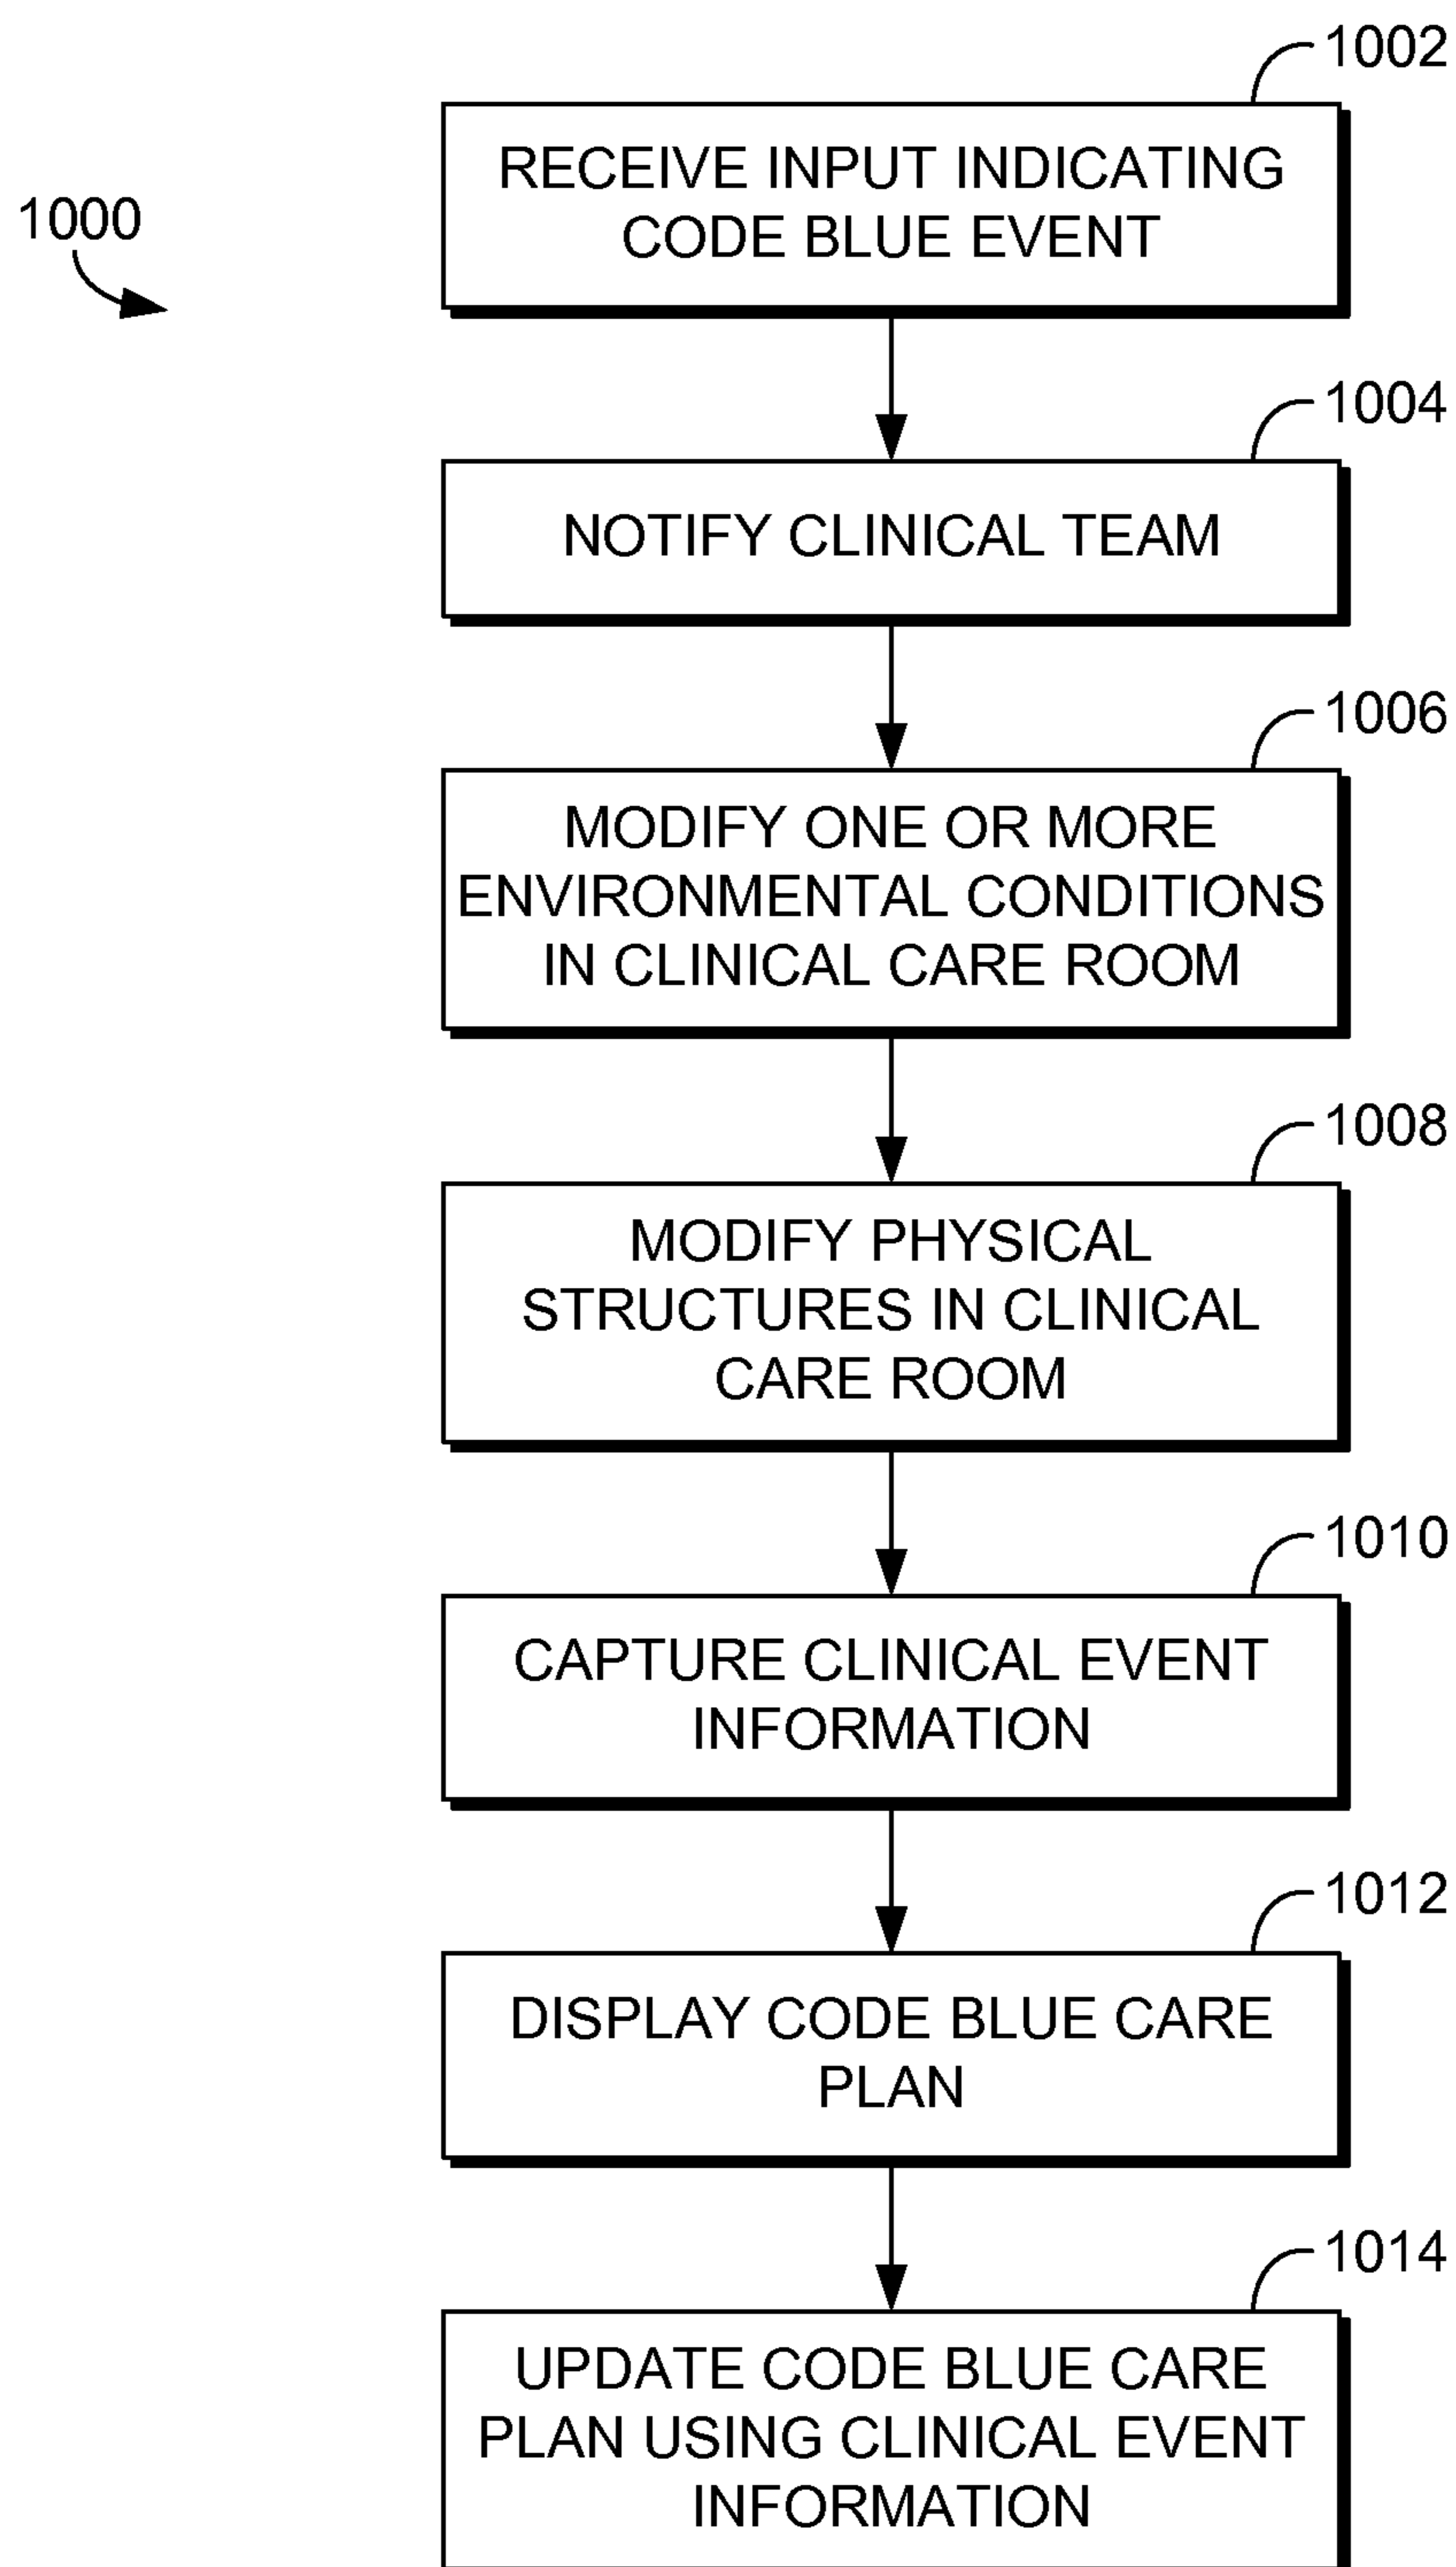 1002
RECEIVE INPUT INDICATING
CODE BLUE EVENT
1000
1004
NOTIFY CLINICAL TEAM
1006
MODIFY ONE OR MORE
ENVIRONMENTAL CONDITIONS
IN CLINICAL CARE ROOM
1008
MODIFY PHYSICAL
STRUCTURES IN CLINICAL
CARE ROOM
1010
CAPTURE CLINICAL EVENT
INFORMATION
1012
DISPLAY CODE BLUE CARE
PLAN
1014
UPDATE CODE BLUE CARE
PLAN USING CLINICAL EVENT
INFORMATION